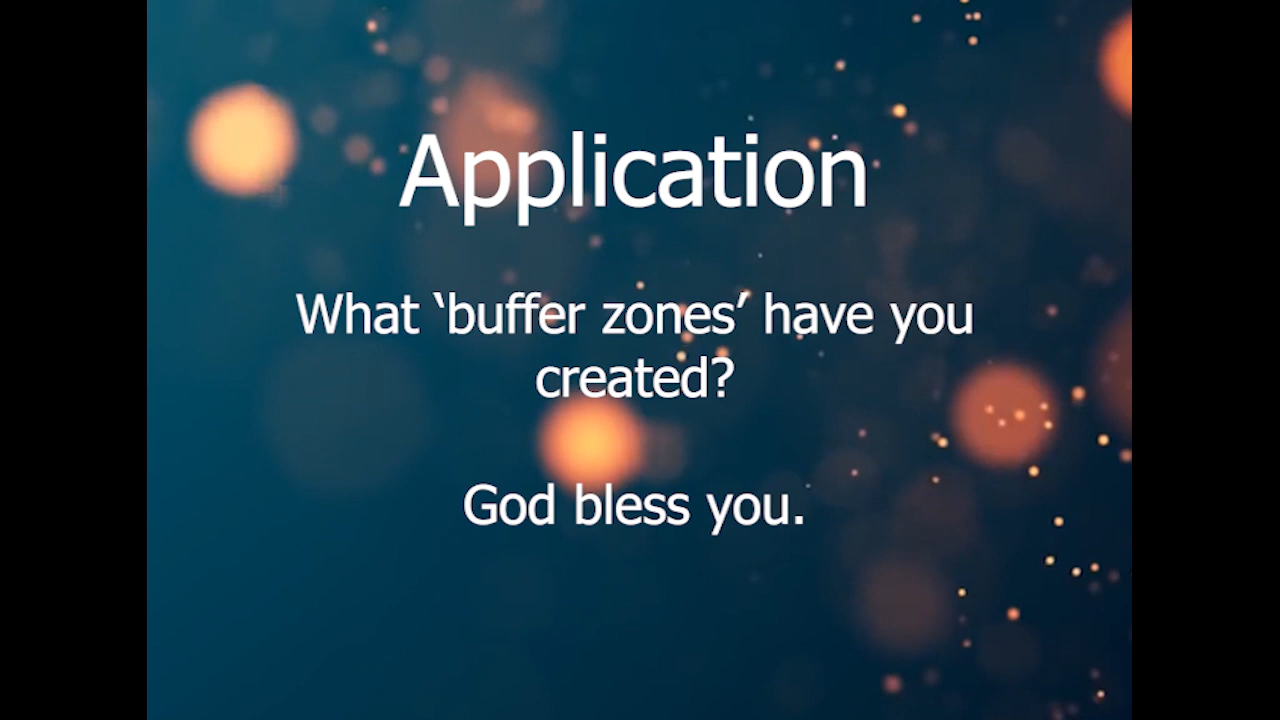 Application
What ‘buffer zones’ have you
created?
God bless you.